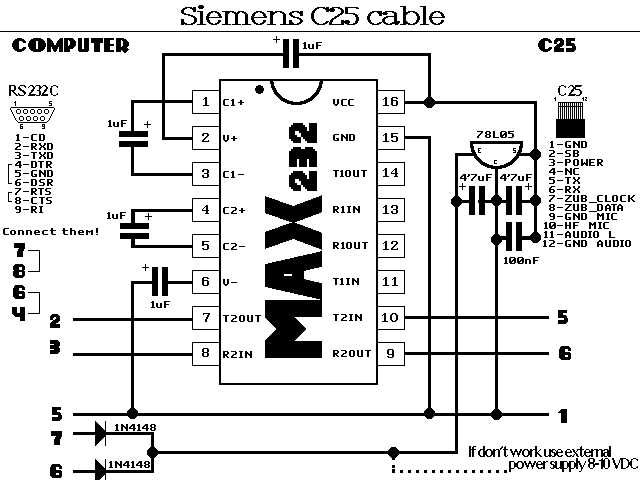 Siemens C25 cable
COMPUTER
C25
RS232C
1 5
6 9
1-CD
2-RXD
3-TXD
4-DTR
5-GND
6-DSR
7-RTS
8-CTS
9-RI
Connect them!
7
8
6
4
1uF
+
1uF +
1uF +
+
1uF
1 C1+
2 V+
3 C1-
4 C2+
5 C2-
6 V-
7 T2OUT
8 R2IN
MAX232
VCC 16
GND 15
T1OUT 14
R1IN 13
R1OUT 12
T1IN 11
T2IN 10
R2OUT 9
78L05
+ 4'7uF
4'7uF +
100nF
C25
1 12
1-GND
2-SB
3-POWER
4-NC
5-TX
6-RX
7-ZUB_CLOCK
8-ZUB_DATA
9-GND MIC
10-HF MIC
11-AUDIO L
12-GND AUDIO
2
3
5
7
6
1N4148
1N4148
5
6
1
If don't work use external
power supply 8-10 VDC